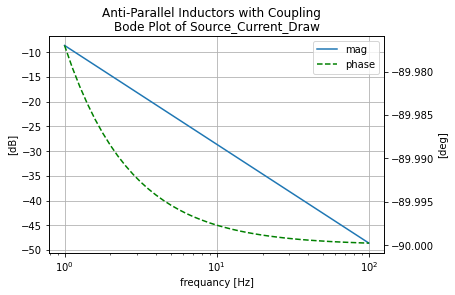 Anti-Parallel Inductors with Coupling
Bode Plot of Source_Current_Draw
mag
phase
−10
−15
−20
−25
−30
−35
−40
−45
−50
[dB]
−89.980
−89.985
−89.990
−89.995
−90.000
[deg]
10⁰
10¹
10²
frequancy [Hz]